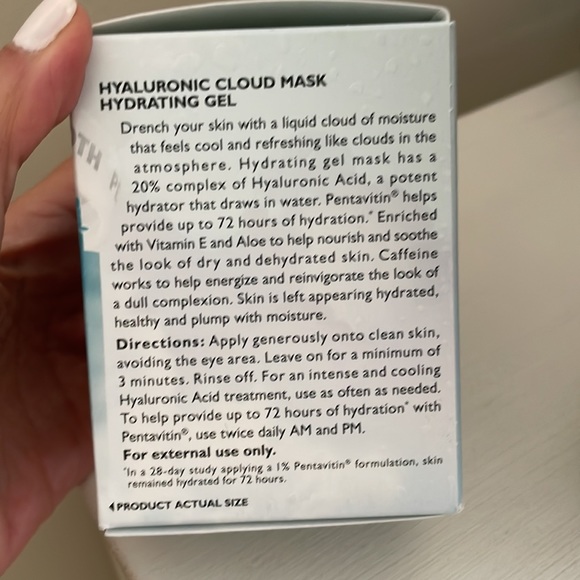 HYALURONIC CLOUD MASK
HYDRATING GEL
Drench your skin with a liquid cloud of moisture
that feels cool and refreshing like clouds in the
atmosphere. Hydrating gel mask has a
20% complex of Hyaluronic Acid, a potent
hydrator that draws in water. Pentavitin® helps
provide up to 72 hours of hydration.* Enriched
with Vitamin E and Aloe to help nourish and soothe
the look of dry and dehydrated skin. Caffeine
works to help energize and reinvigorate the look of
a dull complexion. Skin is left appearing hydrated,
healthy and plump with moisture.
Directions: Apply generously onto clean skin,
avoiding the eye area. Leave on for a minimum of
3 minutes. Rinse off. For an intense and cooling
Hyaluronic Acid treatment, use as often as needed.
To help provide up to 72 hours of hydration* with
Pentavitin®, use twice daily AM and PM.
For external use only.
*In a 28-day study applying a 1% Pentavitin® formulation, skin
remained hydrated for 72 hours.
PRODUCT ACTUAL SIZE